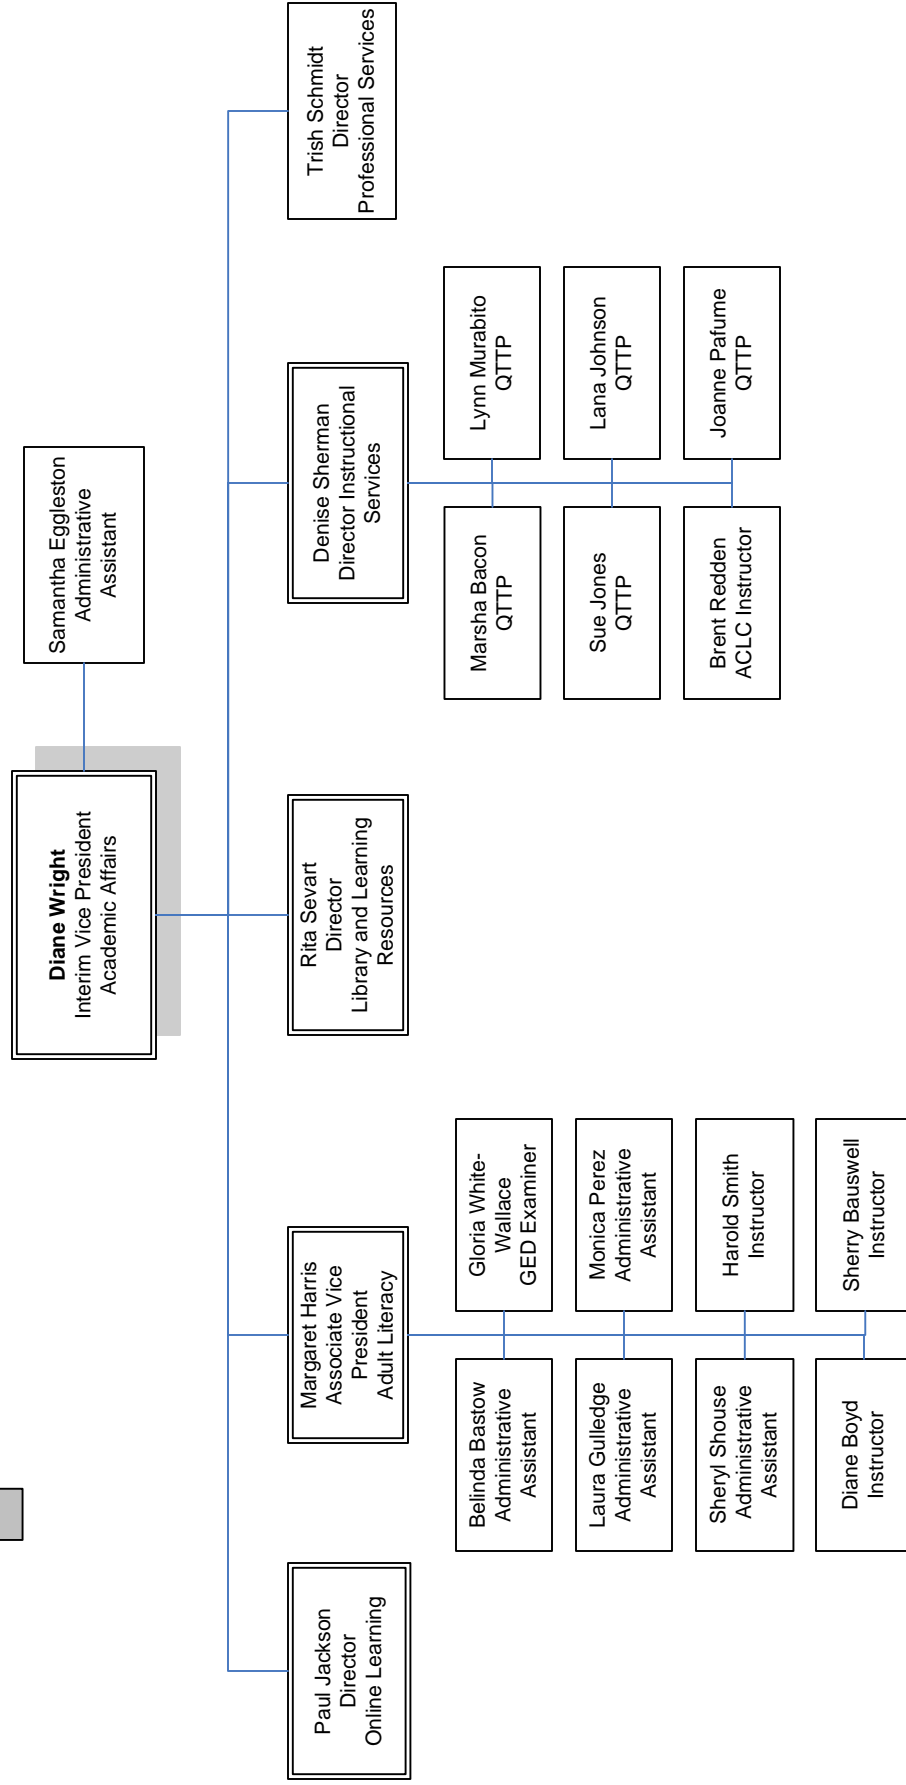 Diane Wright
Interim Vice President
Academic Affairs
Samantha Eggleston
Administrative
Assistant
Paul Jackson
Director
Online Learning
Margaret Harris
Associate Vice
President
Adult Literacy
Rita Sevart
Director
Library and Learning
Resources
Denise Sherman
Director Instructional
Services
Trish Schmidt
Director
Professional Services
Belinda Bastow
Administrative
Assistant
Gloria White-
Wallace
GED Examiner
Laura Gulledge
Administrative
Assistant
Monica Perez
Administrative
Assistant
Sheryl Shouse
Administrative
Assistant
Harold Smith
Instructor
Diane Boyd
Instructor
Sherry Bauswell
Instructor
Marsha Bacon
QTTP
Lynn Murabito
QTTP
Sue Jones
QTTP
Lana Johnson
QTTP
Brent Redden
ACLC Instructor
Joanne Pafume
QTTP